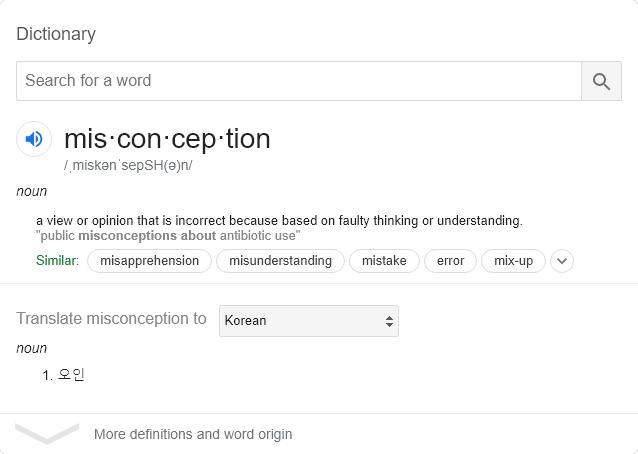 Dictionary
Search for a word
mis·con·cep·tion
/ˌmiskənˈsepSH(ə)n/
noun
a view or opinion that is incorrect because based on faulty thinking or understanding.
"public misconceptions about antibiotic use"
Similar: misapprehension misunderstanding mistake error mix-up
Translate misconception to Korean
noun
1. 오인
More definitions and word origin